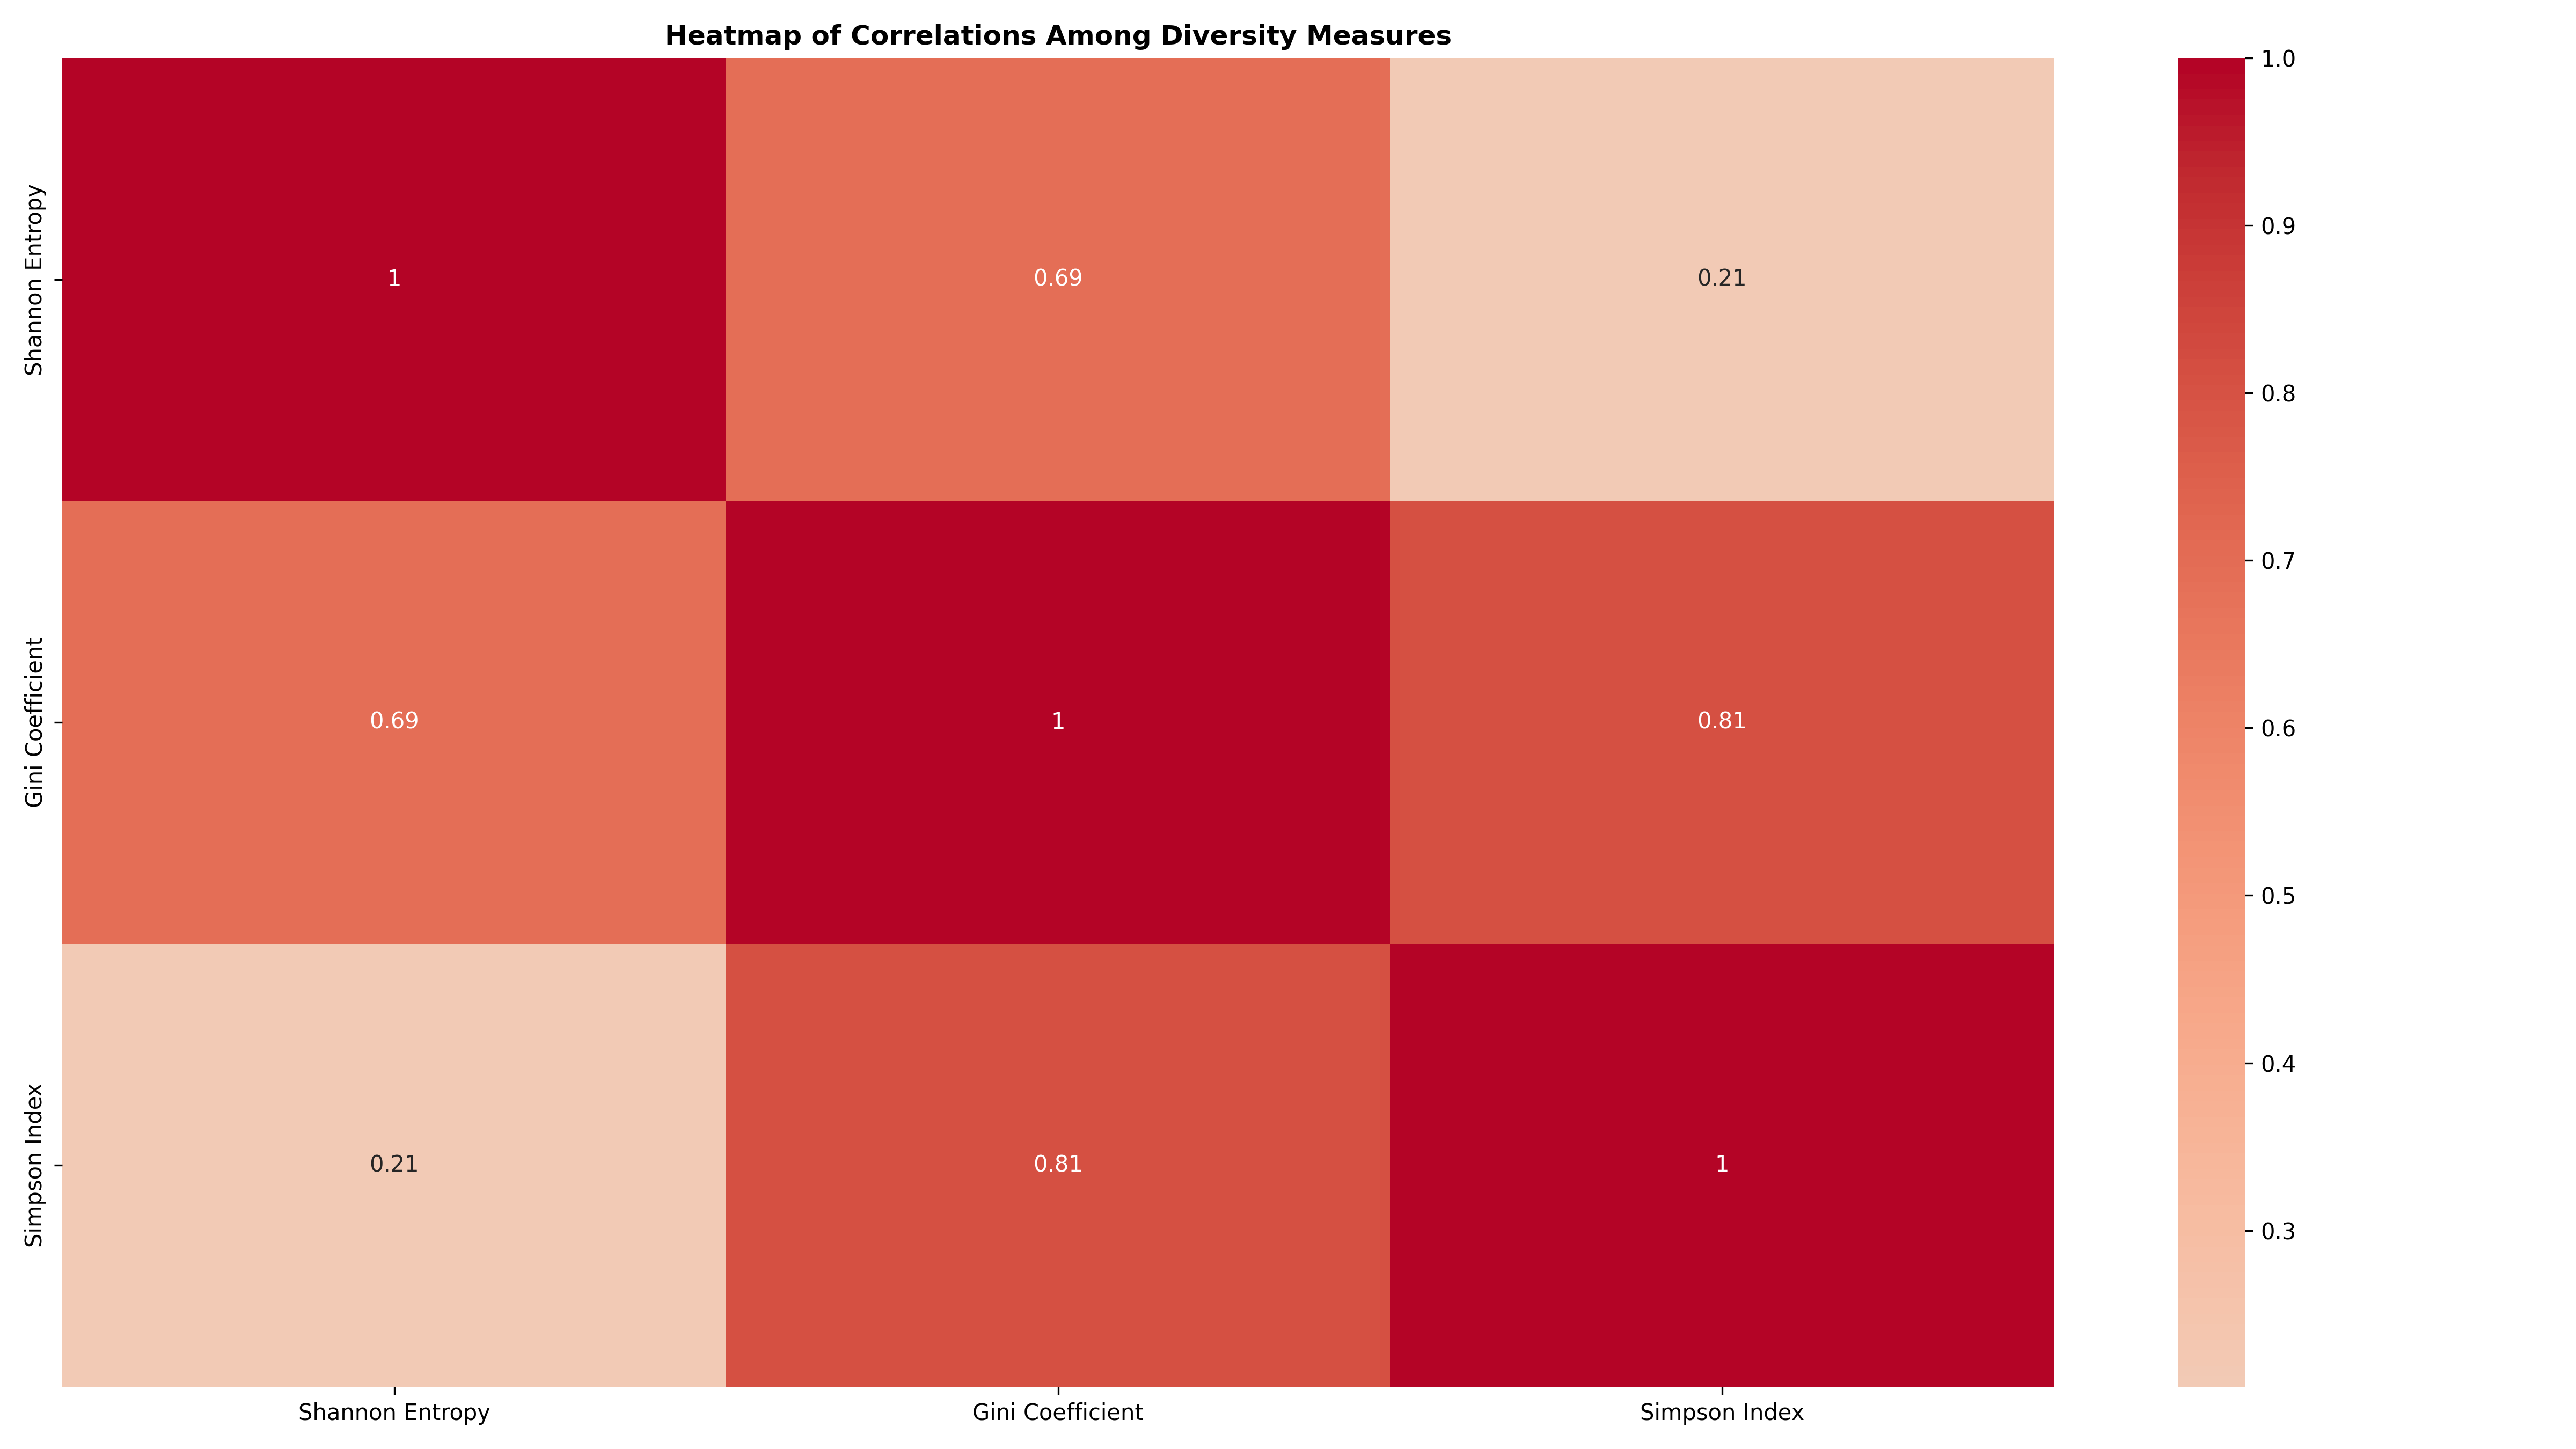 Heatmap of Correlations Among Diversity Measures
Shannon Entropy
Gini Coefficient
Simpson Index
1
0.69
0.21
0.69
1
0.81
0.21
0.81
1
Shannon Entropy
Gini Coefficient
Simpson Index
1.0
0.9
0.8
0.7
0.6
0.5
0.4
0.3